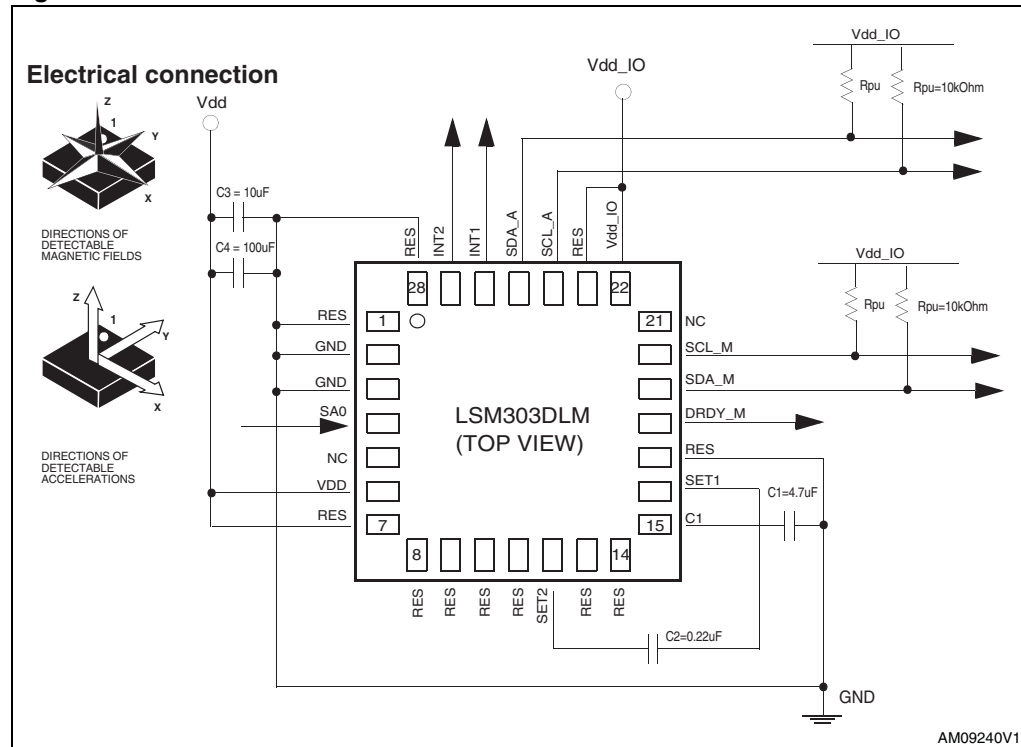 Electrical connection
Vdd
Z
1
Y
X
DIRECTIONS OF
DETECTABLE
MAGNETIC FIELDS
Z
1
Y
X
DIRECTIONS OF
DETECTABLE
ACCELERATIONS
C3 = 10uF
C4 = 100uF
Vdd_IO
Vdd_IO
Rpu
Rpu=10kOhm
Vdd_IO
Rpu
Rpu=10kOhm
RES
INT2
INT1
SDA_A
SCL_A
RES
Vdd_IO
28
22
RES
1
GND
GND
SA0
NC
VDD
RES
7
LSM303DLM
(TOP VIEW)
21
NC
SCL_M
SDA_M
DRDY_M
RES
SET1
15
C1
C1=4.7uF
8
14
RES
RES
RES
RES
SET2
RES
RES
C2=0.22uF
GND
AM09240V1